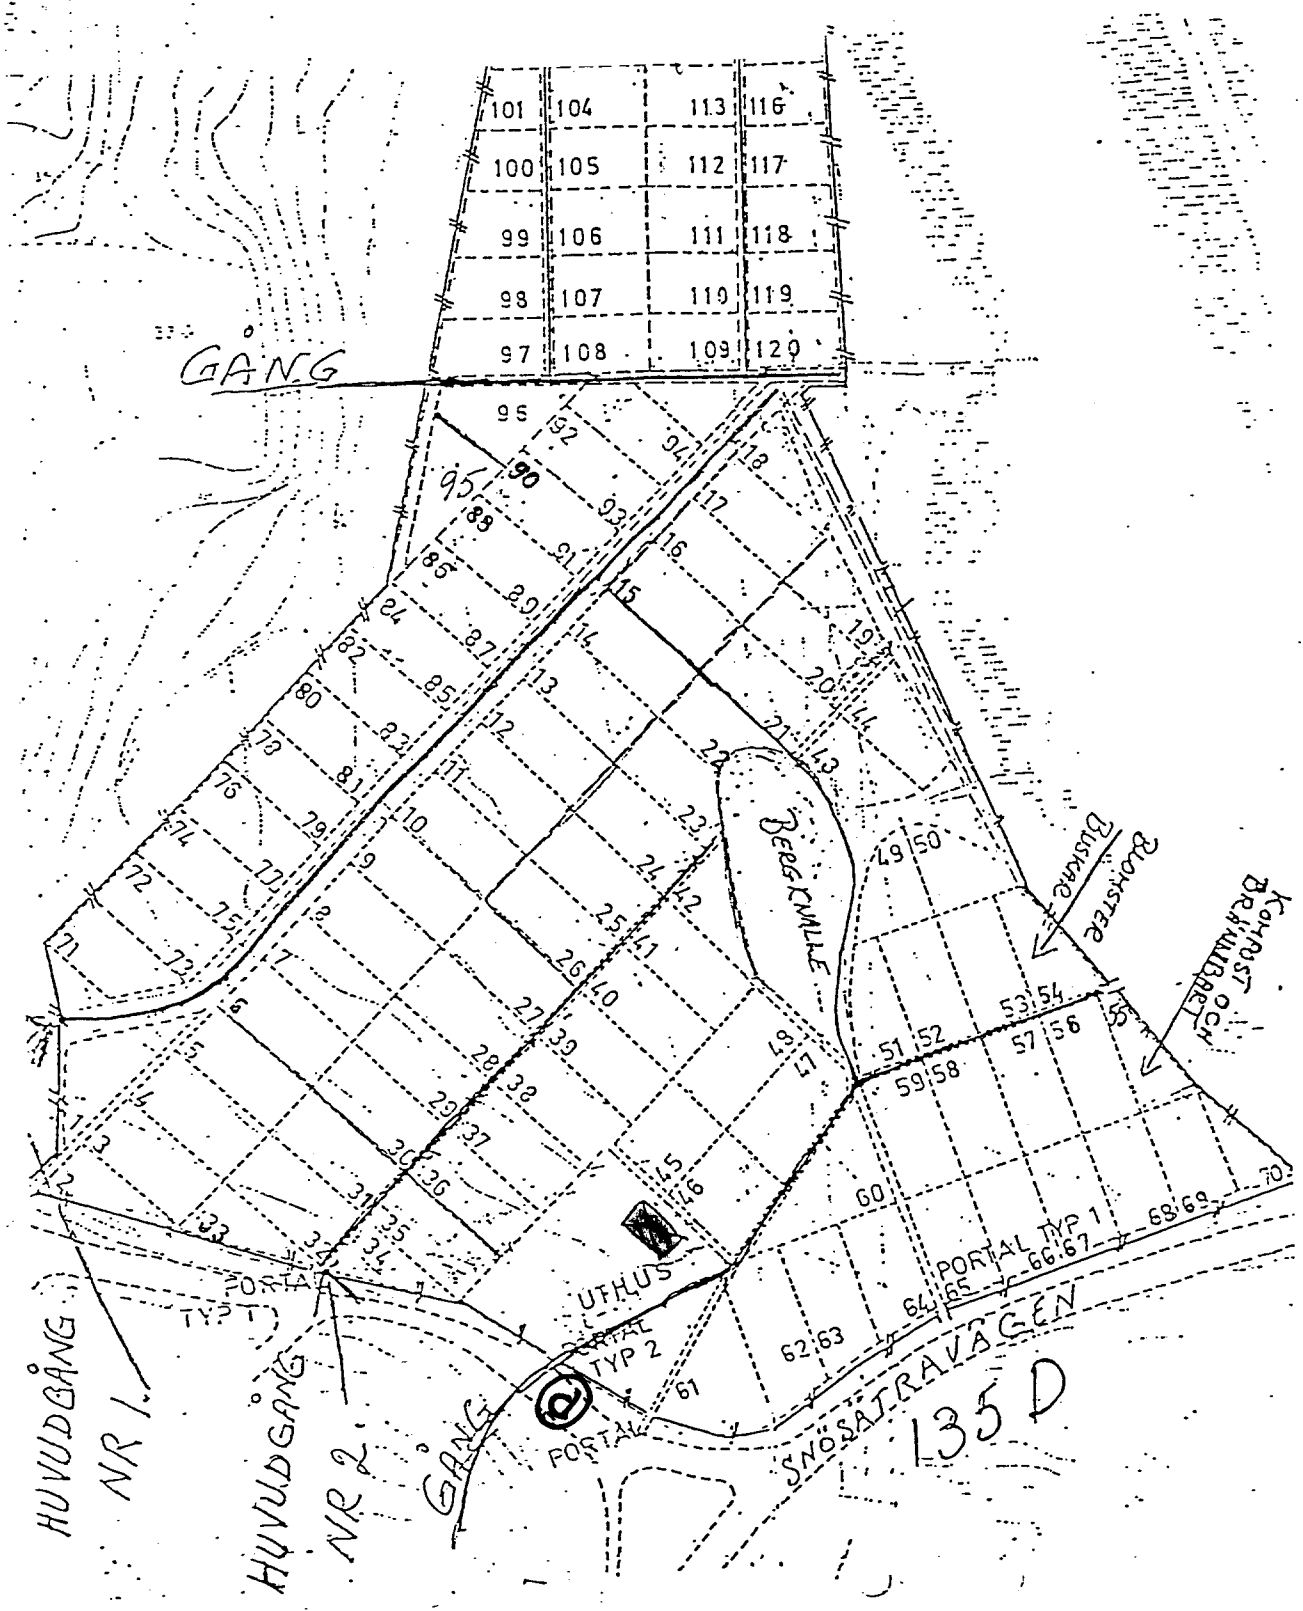 101 104 113 116
100 105 112 117
99 106 111 118
98 107 110 119
97 108 109 120
GÅNG
96 92 94 18
95 90 93 17
88 91 16
86 89 15
84 87 14 19
82 85 13 20 44
80 83 12 21 43
78 81 11 22
76 79 10 23
74 77 9 24 42 49 50
72 75 8 25 41
71 73 7 26 40
6 27 39 48 51 52 53 54 55
5 28 38 47 59 58 57 56
4 29 37
1 3 30 36 45 46 60
2 33 31 35 70
32 34 68 69
BERGKNALLE
BUSKAR
BLOMSTER
KOMPOST OCH
BRÄNNBART
UTHUS
PORTAL
TYP 1
PORTAL TYP 1
66 67
64 65
PORTAL
TYP 2
62 63
61
@
PORTAL
SNÖSÄTRAVÄGEN
135 D
HUVUDGÅNG
NR 1.
HUVUDGÅNG
NR 2.
GÅNG